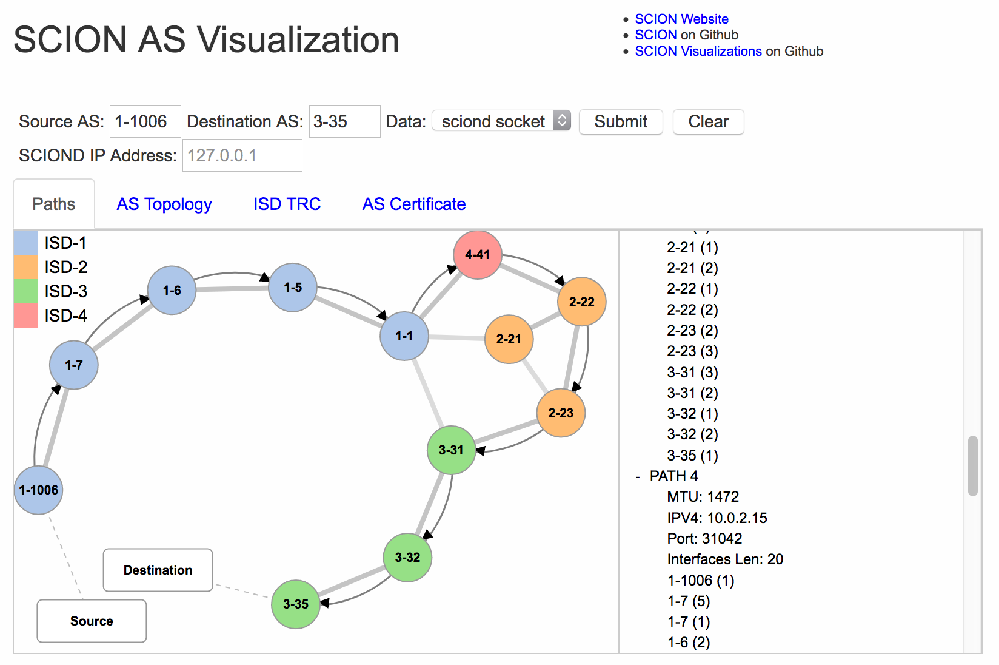 SCION AS Visualization
SCION Website
SCION on Github
SCION Visualizations on Github
Source AS: 1-1006 Destination AS: 3-35 Data: sciond socket Submit Clear
SCIOND IP Address: 127.0.0.1
Paths AS Topology ISD TRC AS Certificate
ISD-1
ISD-2
ISD-3
ISD-4
4-41
1-6
1-5
2-22
1-1
2-21
1-7
2-23
3-31
1-1006
3-32
Destination
3-35
Source
2-21 (1)
2-21 (2)
2-22 (1)
2-22 (2)
2-23 (2)
2-23 (3)
3-31 (3)
3-31 (2)
3-32 (1)
3-32 (2)
3-35 (1)
- PATH 4
MTU: 1472
IPV4: 10.0.2.15
Port: 31042
Interfaces Len: 20
1-1006 (1)
1-7 (5)
1-7 (1)
1-6 (2)